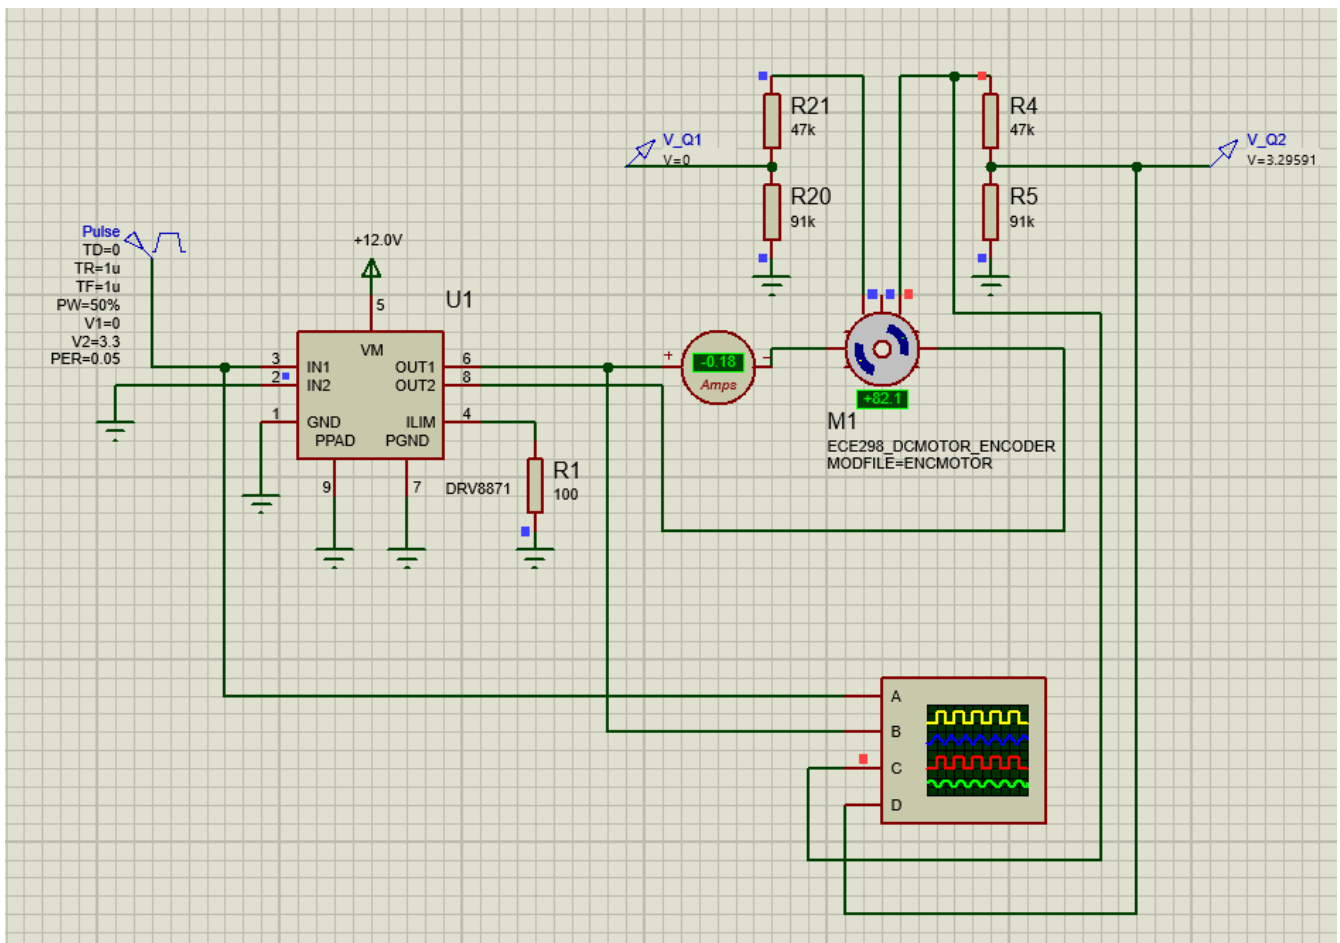 R21
47k
R4
47k
V_Q1
V=0
V_Q2
V=3.29591
R20
91k
R5
91k
Pulse
TD=0
TR=1u
TF=1u
PW=50%
V1=0
V2=3.3
PER=0.05
+12.0V
5
U1
VM
3
IN1
OUT1
6
2
IN2
OUT2
8
1
GND
ILIM
4
PPAD
PGND
9
7
DRV8871
R1
100
+
-0.18
−
Amps
+82.1
M1
ECE298_DCMOTOR_ENCODER
MODFILE=ENCMOTOR
A
B
C
D